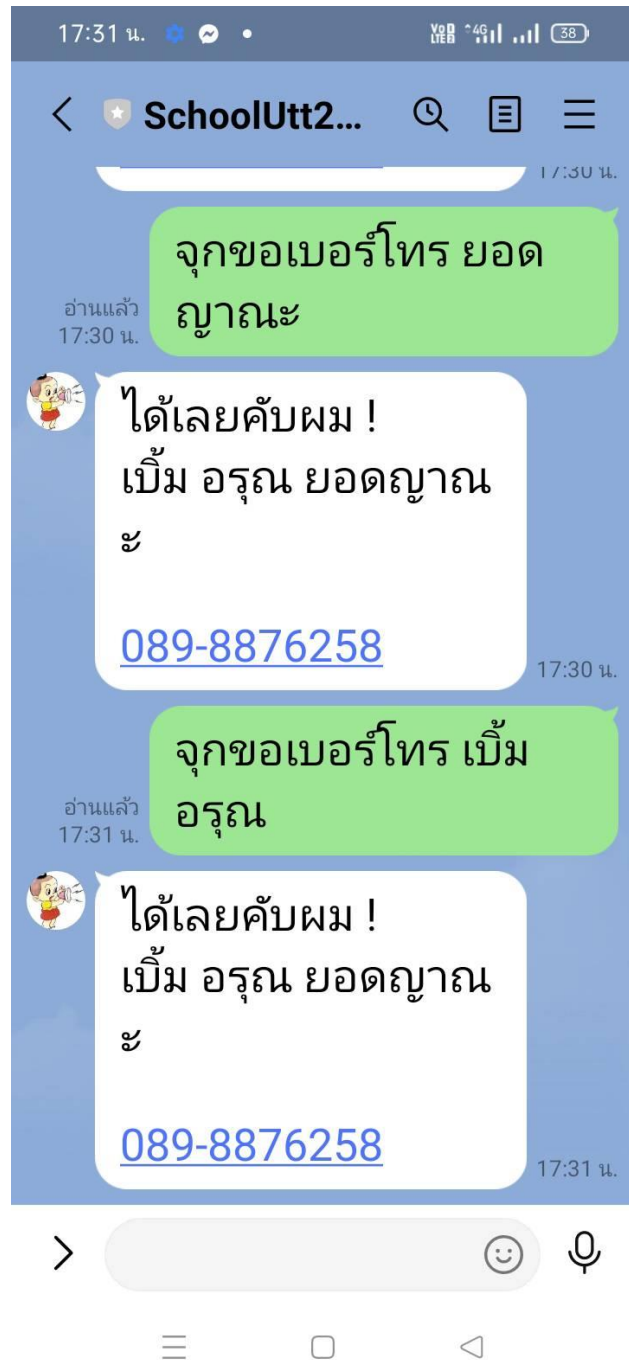 17:31 น.
VoD LTEB 4G 38
SchoolUtt2...
17:30 น.
จุกขอเบอร์โทร ยอด
ญาณะ
อ่านแล้ว
17:30 น.
ได้เลยคับผม !
เบิ้ม อรุณ ยอดญาณ
ะ
089-8876258
17:30 น.
จุกขอเบอร์โทร เบิ้ม
อรุณ
อ่านแล้ว
17:31 น.
ได้เลยคับผม !
เบิ้ม อรุณ ยอดญาณ
ะ
089-8876258
17:31 น.